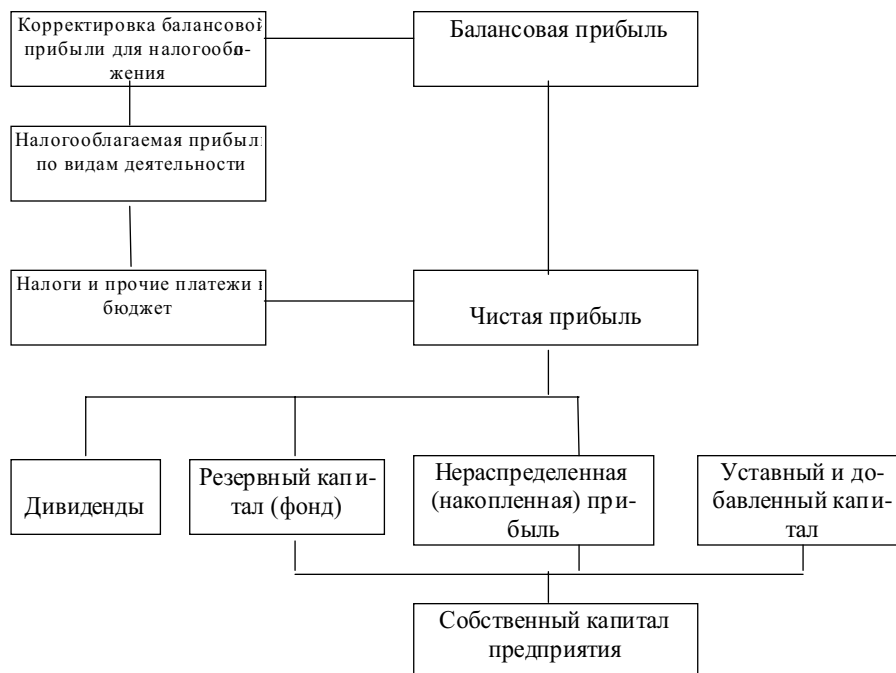 Корректировка балансовой
прибыли для налогообло-
жения
Балансовая прибыль
Налогооблагаемая прибыль
по видам деятельности
Налоги и прочие платежи в
бюджет
Чистая прибыль
Дивиденды
Резервный капи-
тал (фонд)
Нераспределенная
(накопленная) при-
быль
Уставный и до-
бавленный капи-
тал
Собственный капитал
предприятия